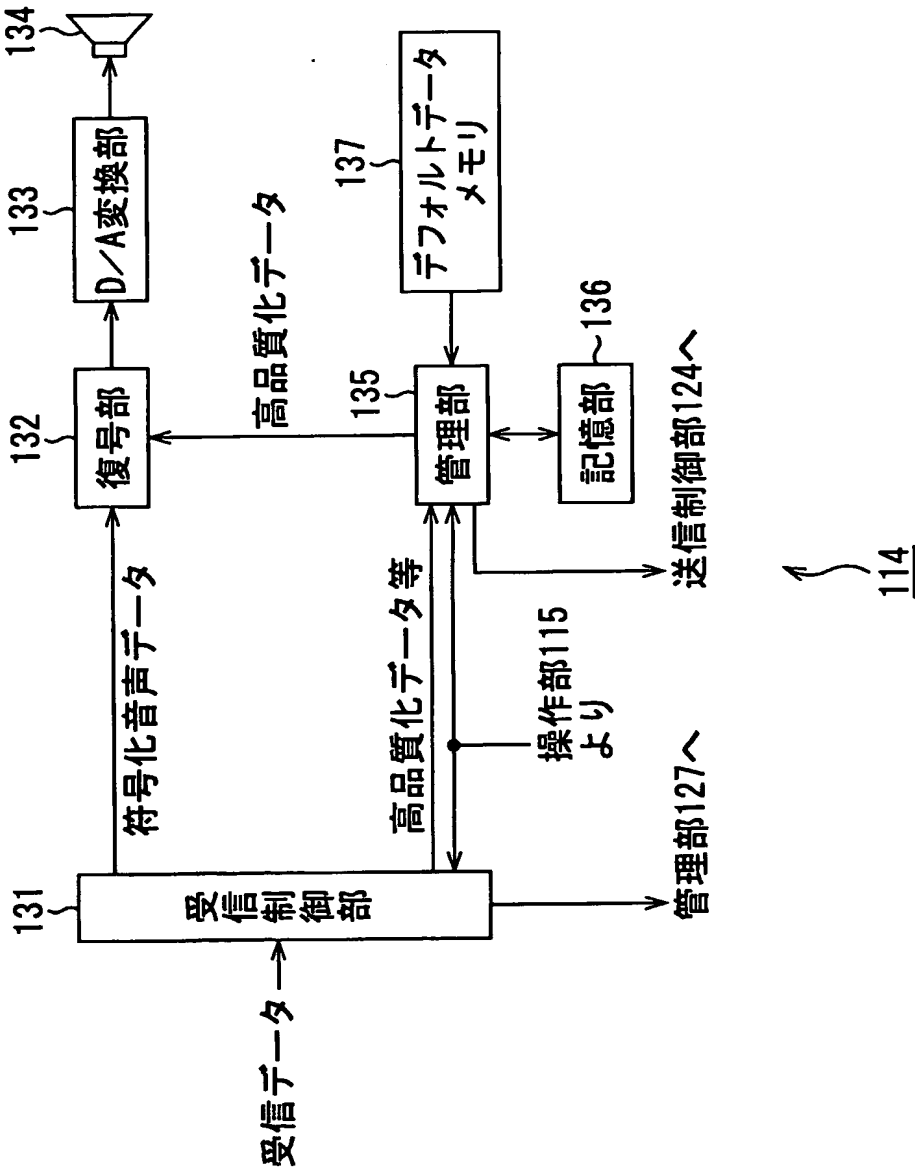 134
133
D/A変換部
132
復号部
符号化音声データ
131
受信制御部
受信データ
高品質化データ
137
デフォルトデータ
メモリ
135
管理部
136
記憶部
高品質化データ等
操作部115
より
送信制御部124へ
管理部127へ
114